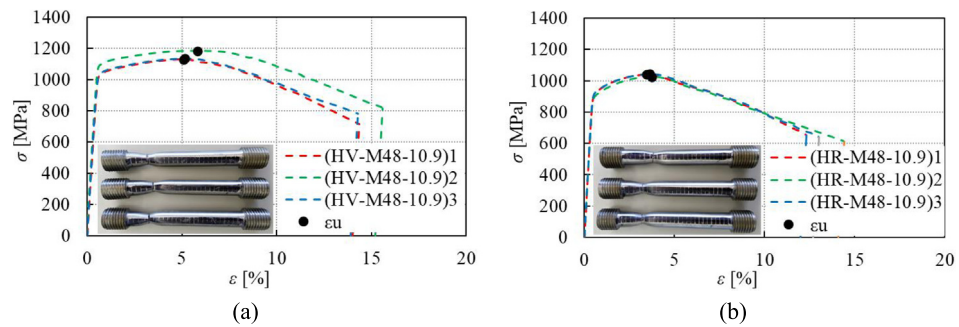 1400
1200
1000
800
600
400
200
0
σ [MPa]
(HV-M48-10.9)1
(HV-M48-10.9)2
(HV-M48-10.9)3
εu
0 5 10 15 20
ε [%]
(a)
1400
1200
1000
800
600
400
200
0
σ [MPa]
(HR-M48-10.9)1
(HR-M48-10.9)2
(HR-M48-10.9)3
εu
0 5 10 15 20
ε [%]
(b)